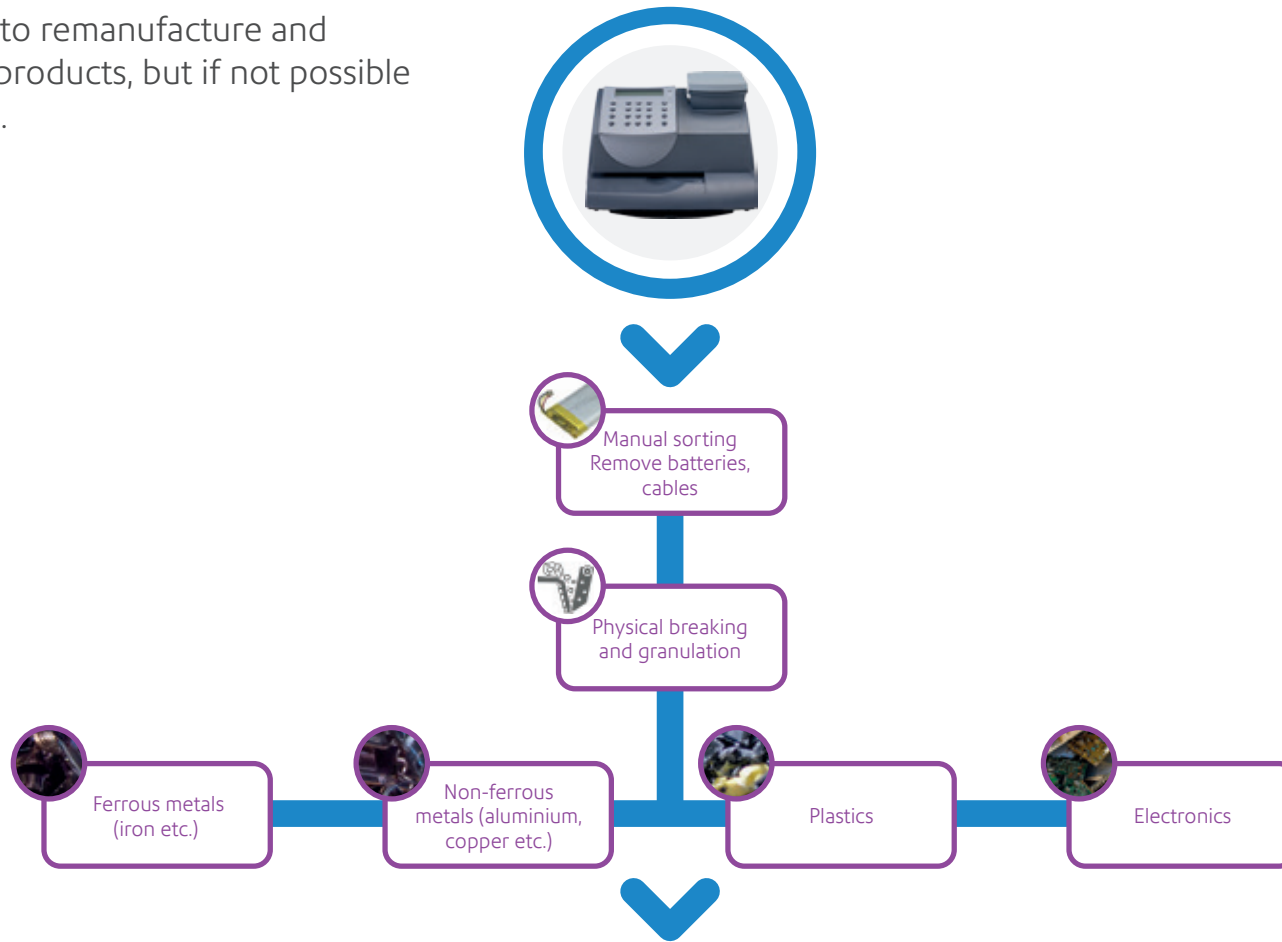 to remanufacture and
products, but if not possible
.
Manual sorting
Remove batteries,
cables
Physical breaking
and granulation
Ferrous metals
(iron etc.)
Non-ferrous
metals (aluminium,
copper etc.)
Plastics
Electronics